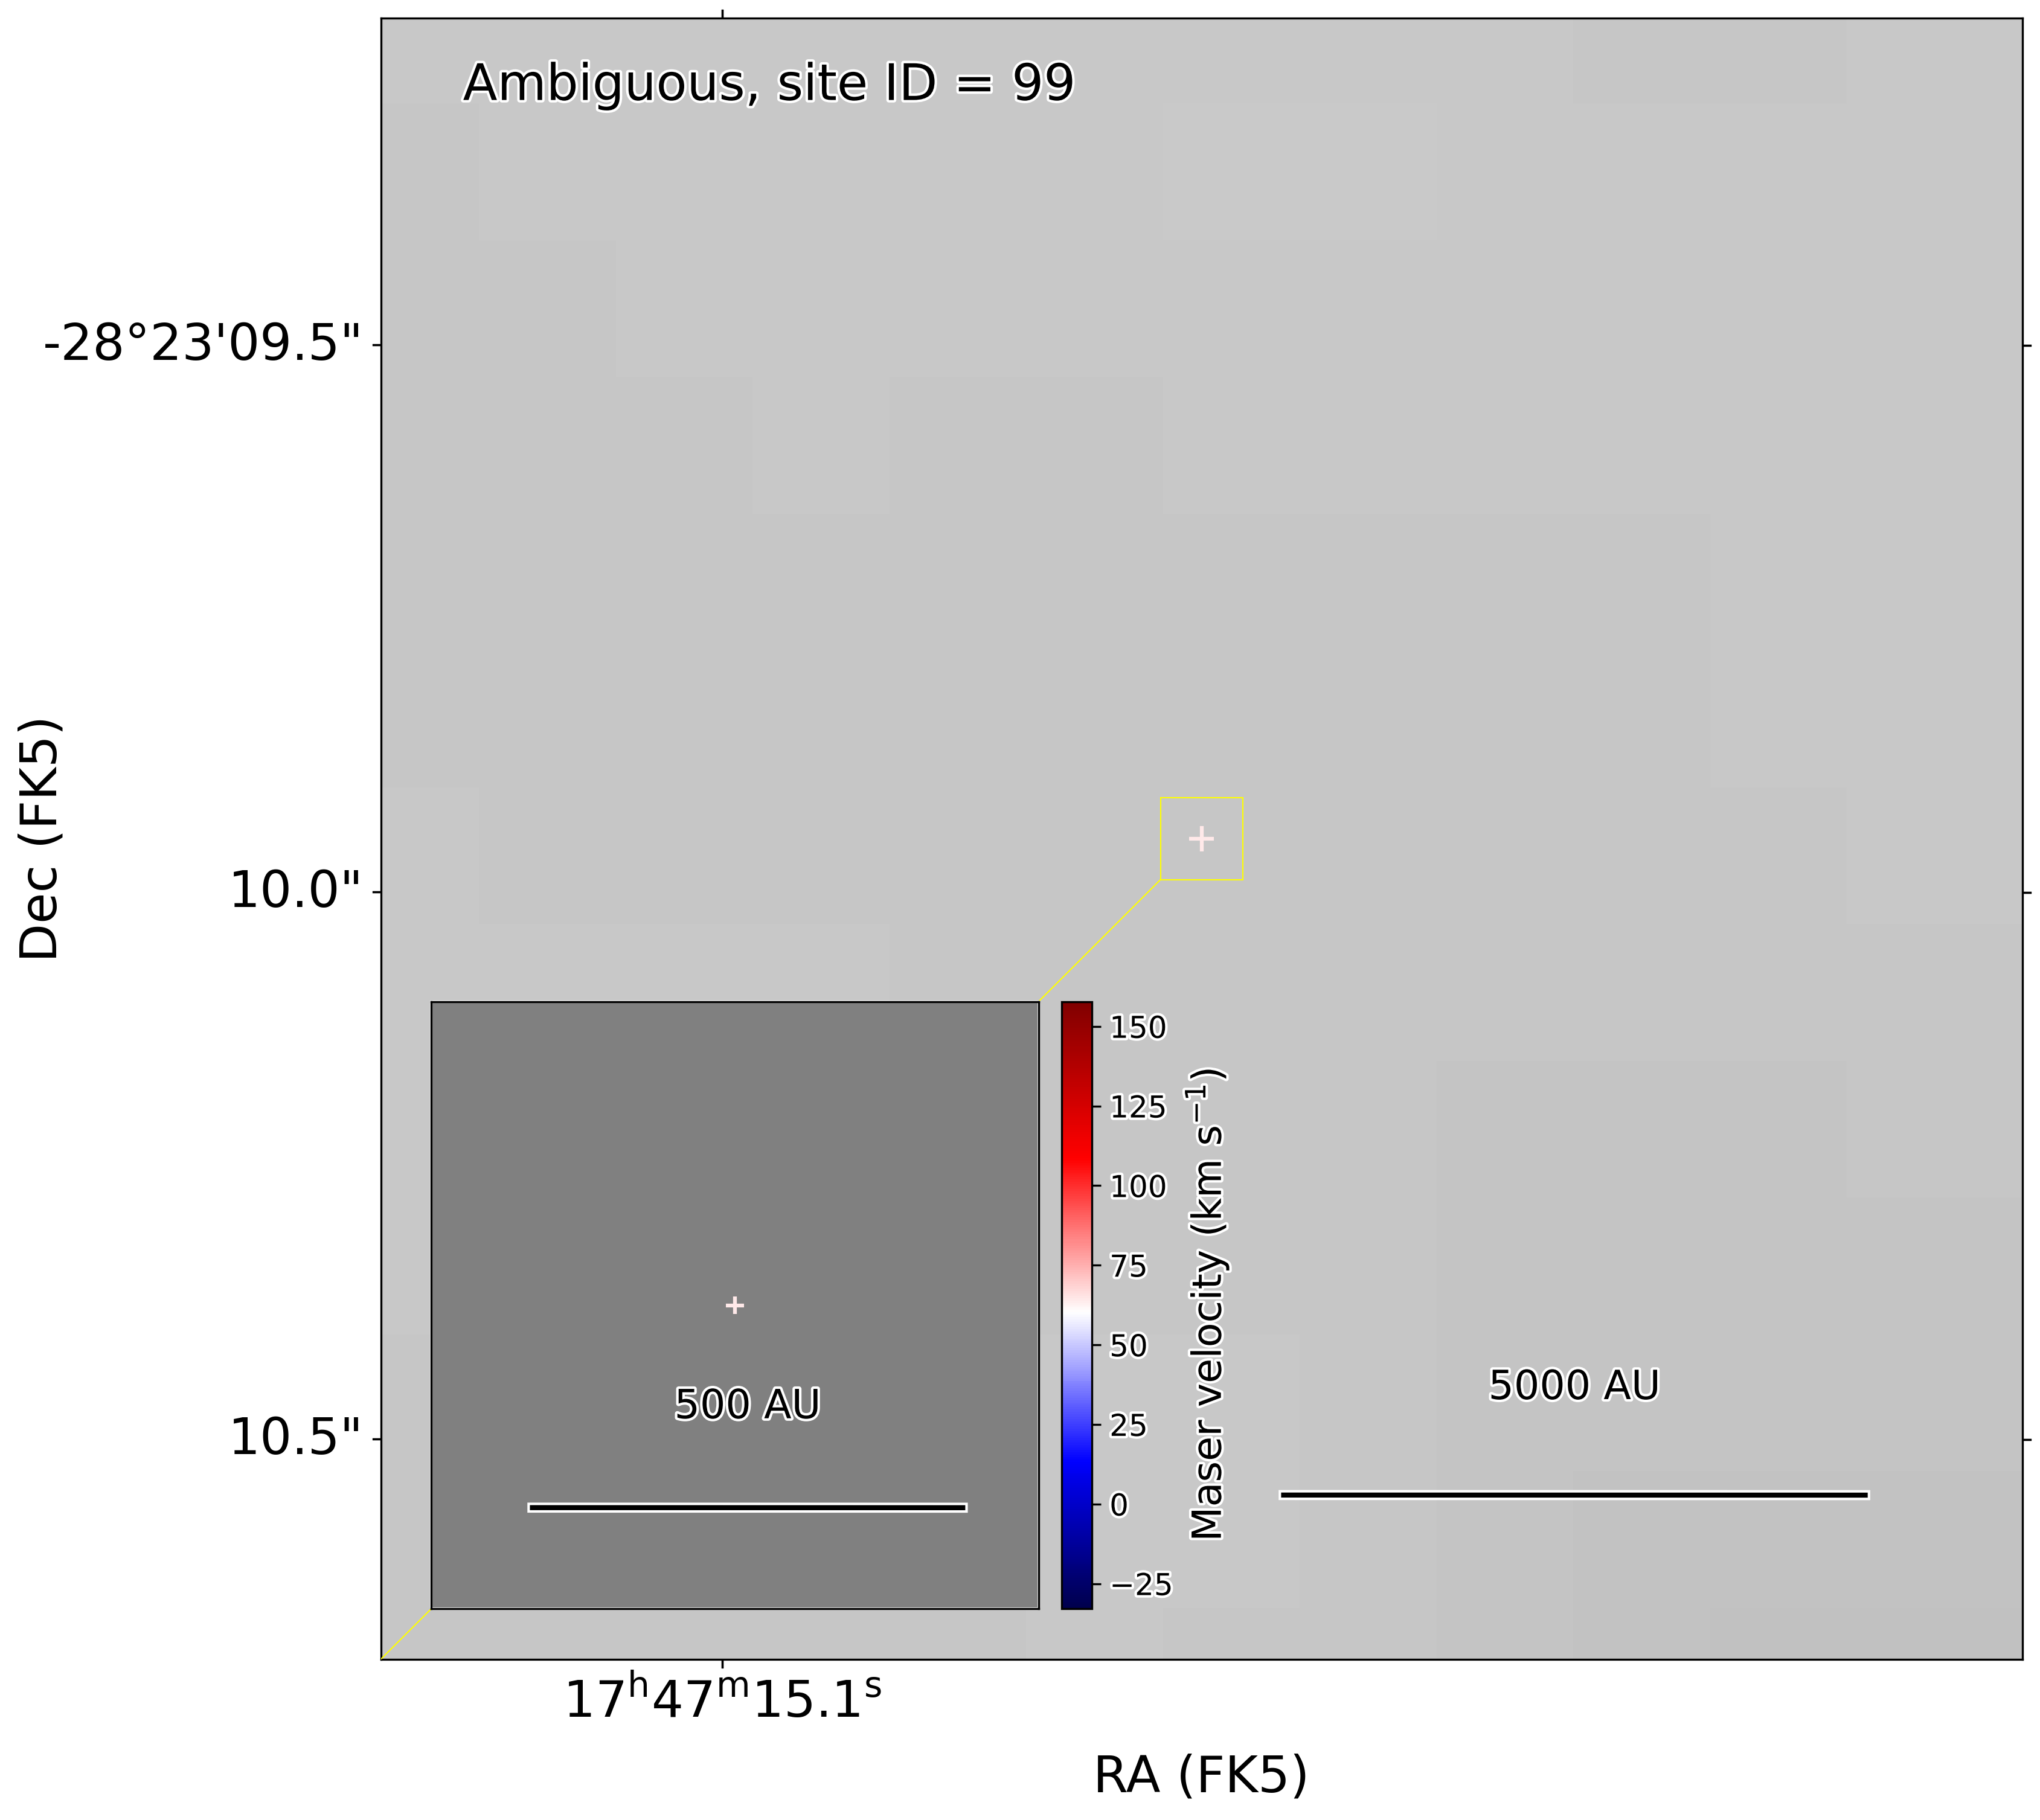 Ambiguous, site ID = 99
-28°23'09.5"
10.0"
10.5"
Dec (FK5)
150
125
100
75
50
25
0
−25
Maser velocity (km s⁻¹)
500 AU
5000 AU
17ʰ47ᵐ15.1ˢ
RA (FK5)